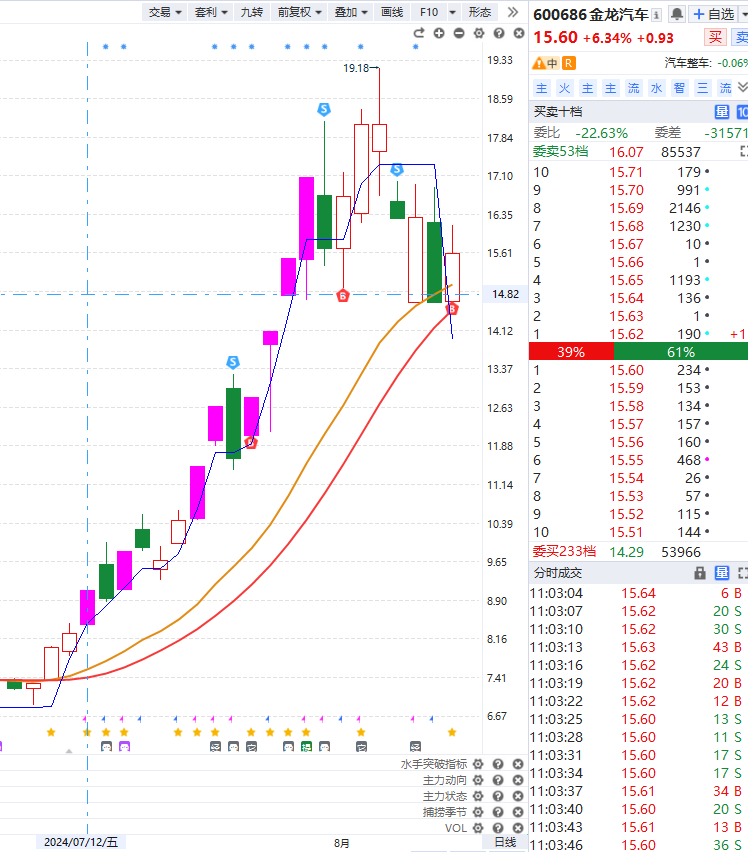 交易 套利 九转 前复权 叠加 画线 F10 形态
600686 金龙汽车 自选
15.60 +6.34% +0.93 买 卖
中 R 汽车整车: -0.06%
主 火 主 主 流 水 智 三 流
买卖十档 量 10
委比 -22.63% 委差 -31571
委卖53档 16.07 85537
10 15.71 179
9 15.70 991
8 15.69 2146
7 15.68 1230
6 15.67 10
5 15.66 1
4 15.65 1193
3 15.64 136
2 15.63 1
1 15.62 190 +1
39% 61%
1 15.60 234
2 15.59 153
3 15.58 134
4 15.57 157
5 15.56 160
6 15.55 468
7 15.54 26
8 15.53 57
9 15.52 115
10 15.51 144
委买233档 14.29 53966
分时成交 量
11:03:04 15.64 6 B
11:03:07 15.62 20 S
11:03:10 15.62 30 S
11:03:13 15.63 43 B
11:03:16 15.62 24 S
11:03:19 15.62 20 B
11:03:22 15.62 12 B
11:03:25 15.60 13 S
11:03:28 15.60 11 S
11:03:31 15.60 17 S
11:03:34 15.60 17 S
11:03:37 15.61 34 B
11:03:40 15.60 20 S
11:03:43 15.61 13 B
11:03:46 15.60 36 S
19.33
19.18→
18.59
S
17.84
S
17.10
16.35
15.61
B
14.82
B
14.12
S
13.37
12.63
11.88
11.14
10.39
9.65
8.90
8.16
7.41
6.67
水手突破指标
主力动向
主力状态
捕捞季节
VOL
2024/07/12/五 8月 日线